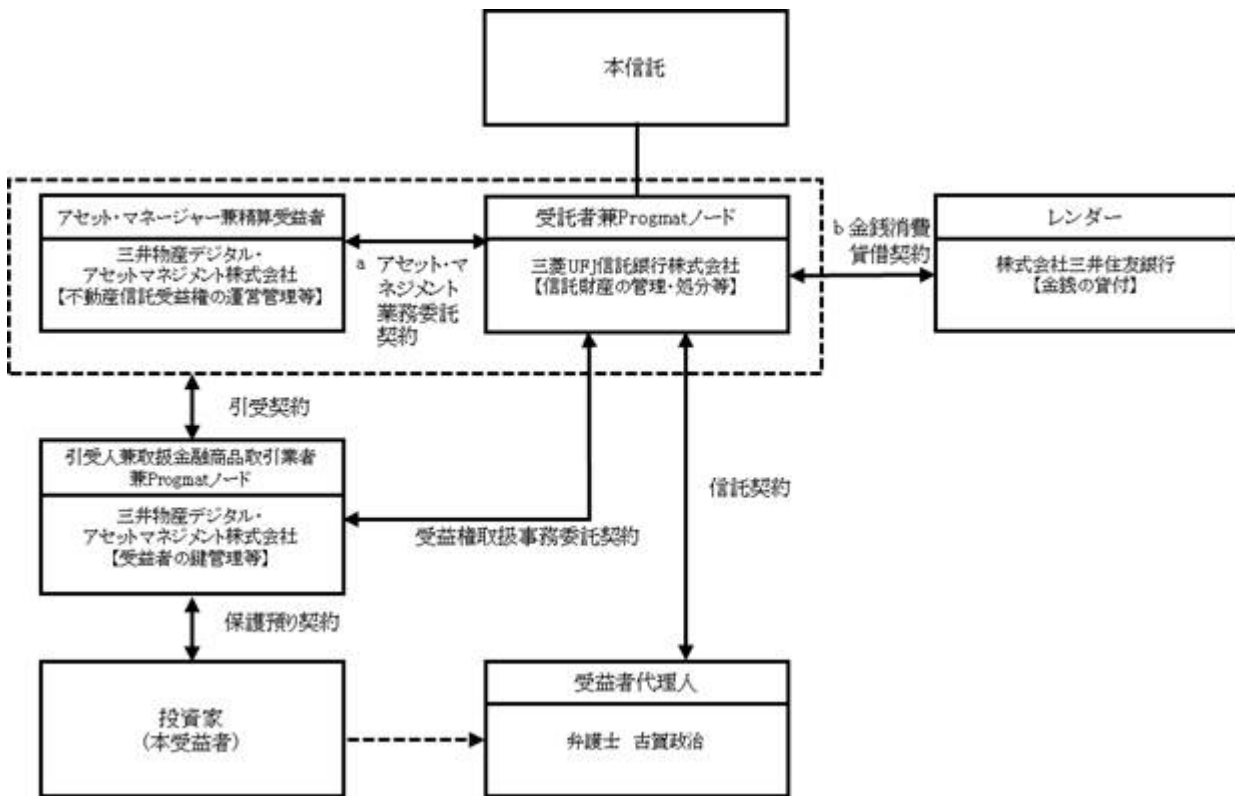 本信託
アセット・マネージャー兼精算受益者
三井物産デジタル・
アセットマネジメント株式会社
【不動産信託受益権の運営管理等】
a アセット・マ
ネジメント
業務委託
契約
受託者兼Progmatノード
三菱UFJ信託銀行株式会社
【信託財産の管理・処分等】
b 金銭消費
貸借契約
レンダー
株式会社三井住友銀行
【金銭の貸付】
引受契約
引受人兼取扱金融商品取引業者
兼Progmatノード
三井物産デジタル・
アセットマネジメント株式会社
【受益者の鍵管理等】
受益権取扱事務委託契約
信託契約
保護預り契約
投資家
(本受益者)
受益者代理人
弁護士 古賀政治